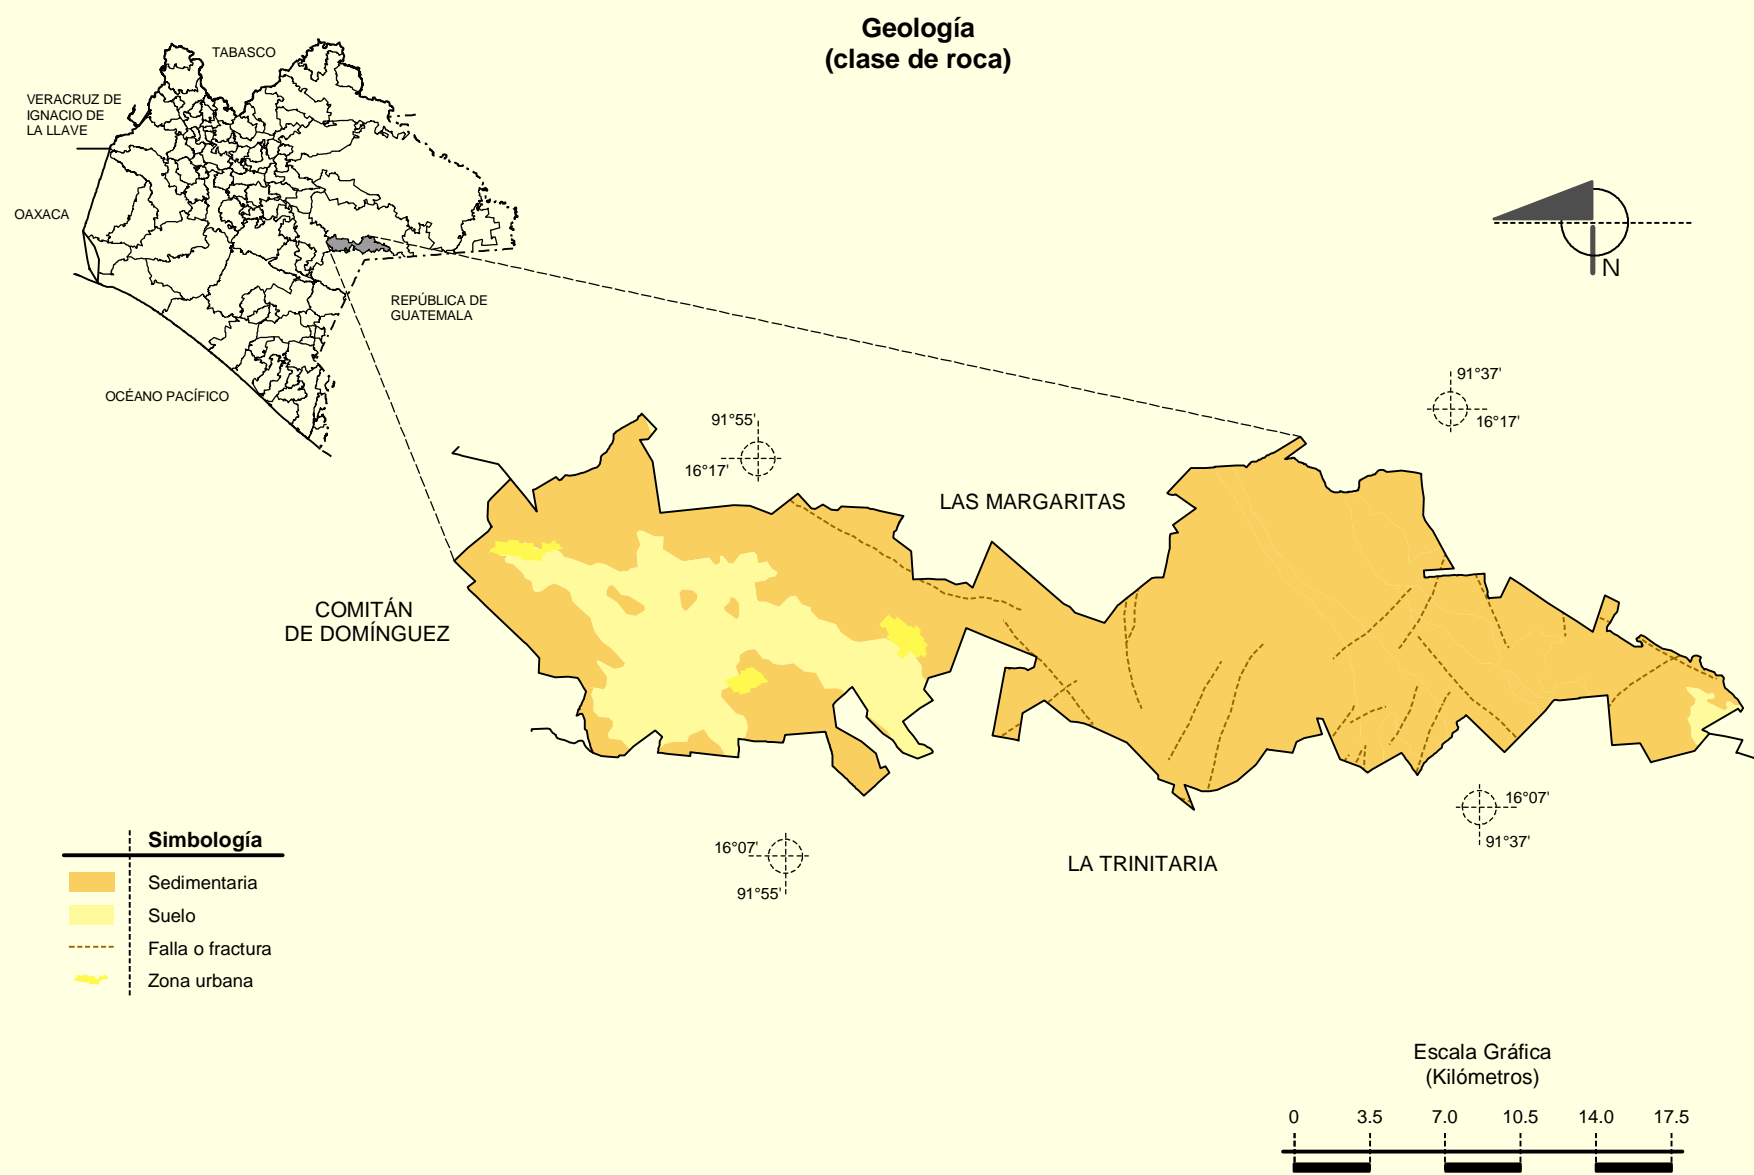 Geología
(clase de roca)
TABASCO
VERACRUZ DE
IGNACIO DE
LA LLAVE
OAXACA
REPÚBLICA DE
GUATEMALA
OCÉANO PACÍFICO
N
91°37'
16°17'
91°55'
16°17'
LAS MARGARITAS
COMITÁN
DE DOMÍNGUEZ
16°07'
91°37'
16°07'
91°55'
LA TRINITARIA
Simbología
Sedimentaria
Suelo
Falla o fractura
Zona urbana
Escala Gráfica
(Kilómetros)
0 3.5 7.0 10.5 14.0 17.5